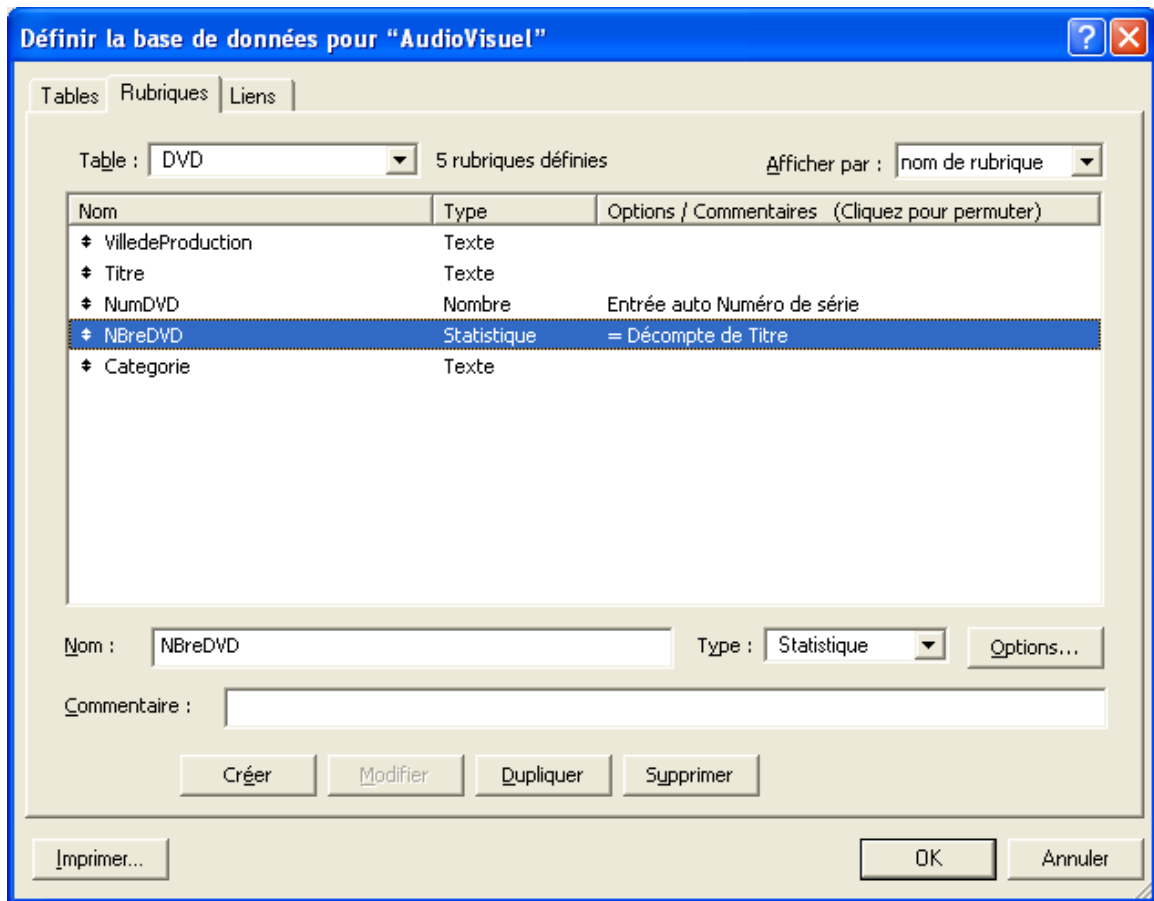 Définir la base de données pour “AudioVisuel”
Tables Rubriques Liens
Table : DVD 5 rubriques définies Afficher par : nom de rubrique
Nom Type Options / Commentaires (Cliquez pour permuter)
VilledeProduction Texte
Titre Texte
NumDVD Nombre Entrée auto Numéro de série
NBreDVD Statistique = Décompte de Titre
Categorie Texte
Nom : NBreDVD Type : Statistique Options...
Commentaire :
Créer Modifier Dupliquer Supprimer
Imprimer... OK Annuler